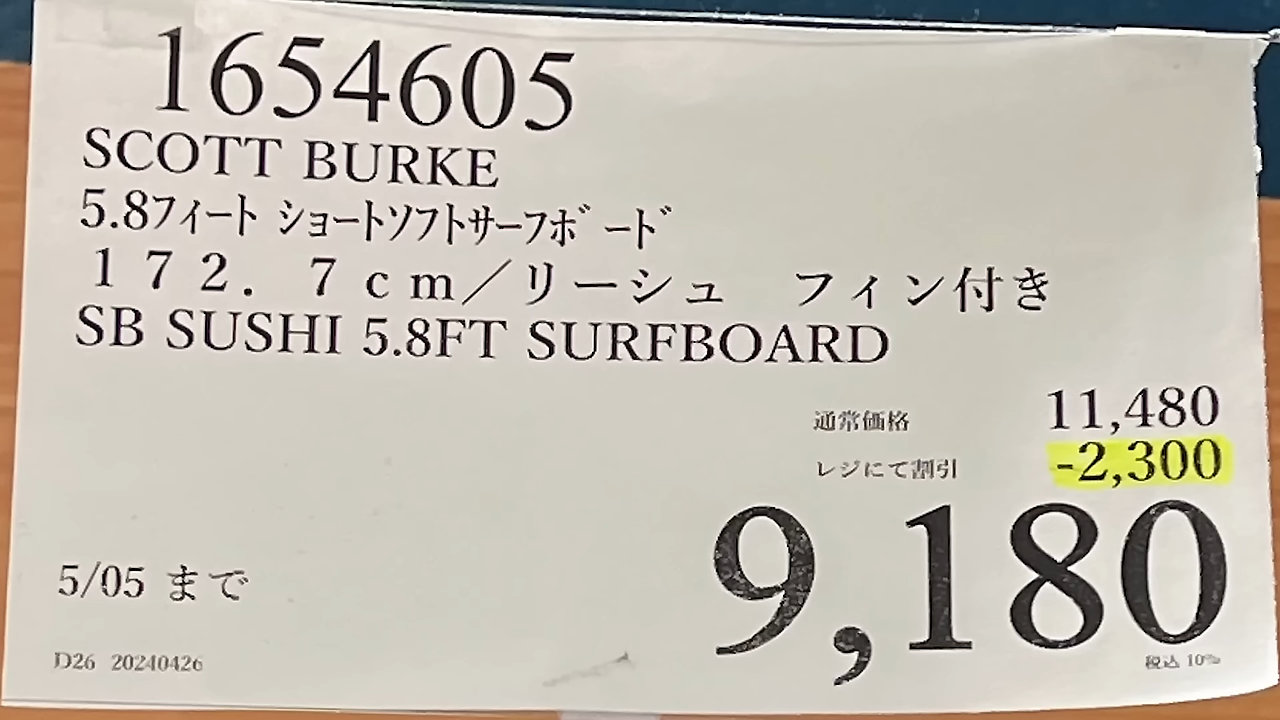 1654605
SCOTT BURKE
5.8ﾌｨｰﾄ ｼｮｰﾄｿﾌﾄｻｰﾌﾎﾞｰﾄﾞ
１７２．７ｃｍ／リーシュ　フィン付き
SB SUSHI 5.8FT SURFBOARD
通常価格 11,480
レジにて割引 -2,300
9,180
5/05 まで
税込 10%
D26 20240426